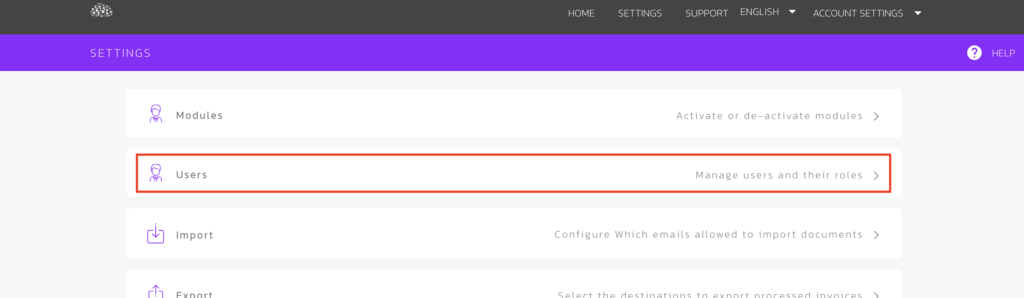 HOME SETTINGS SUPPORT ENGLISH ACCOUNT SETTINGS
SETTINGS ? HELP
Modules Activate or de-activate modules
Users Manage users and their roles
Import Configure Which emails allowed to import documents
Export Select the destinations to export processed invoices